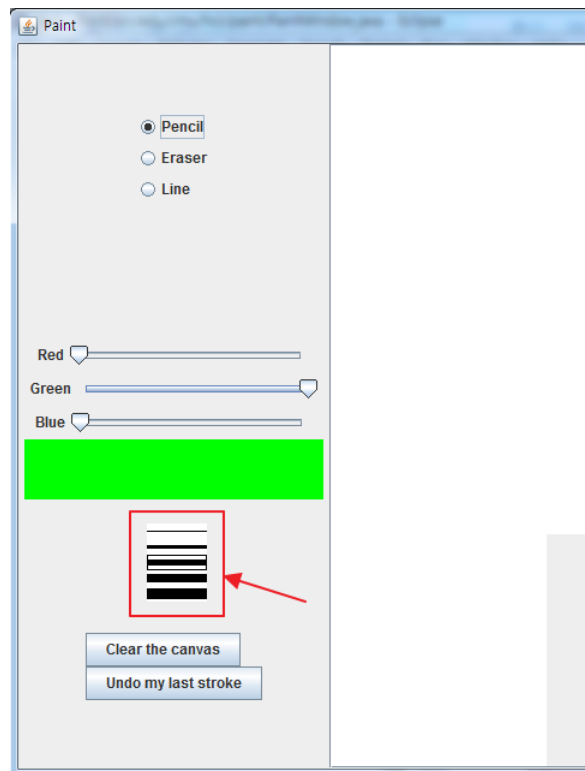 Paint
Pencil
Eraser
Line
Red
Green
Blue
Clear the canvas
Undo my last stroke